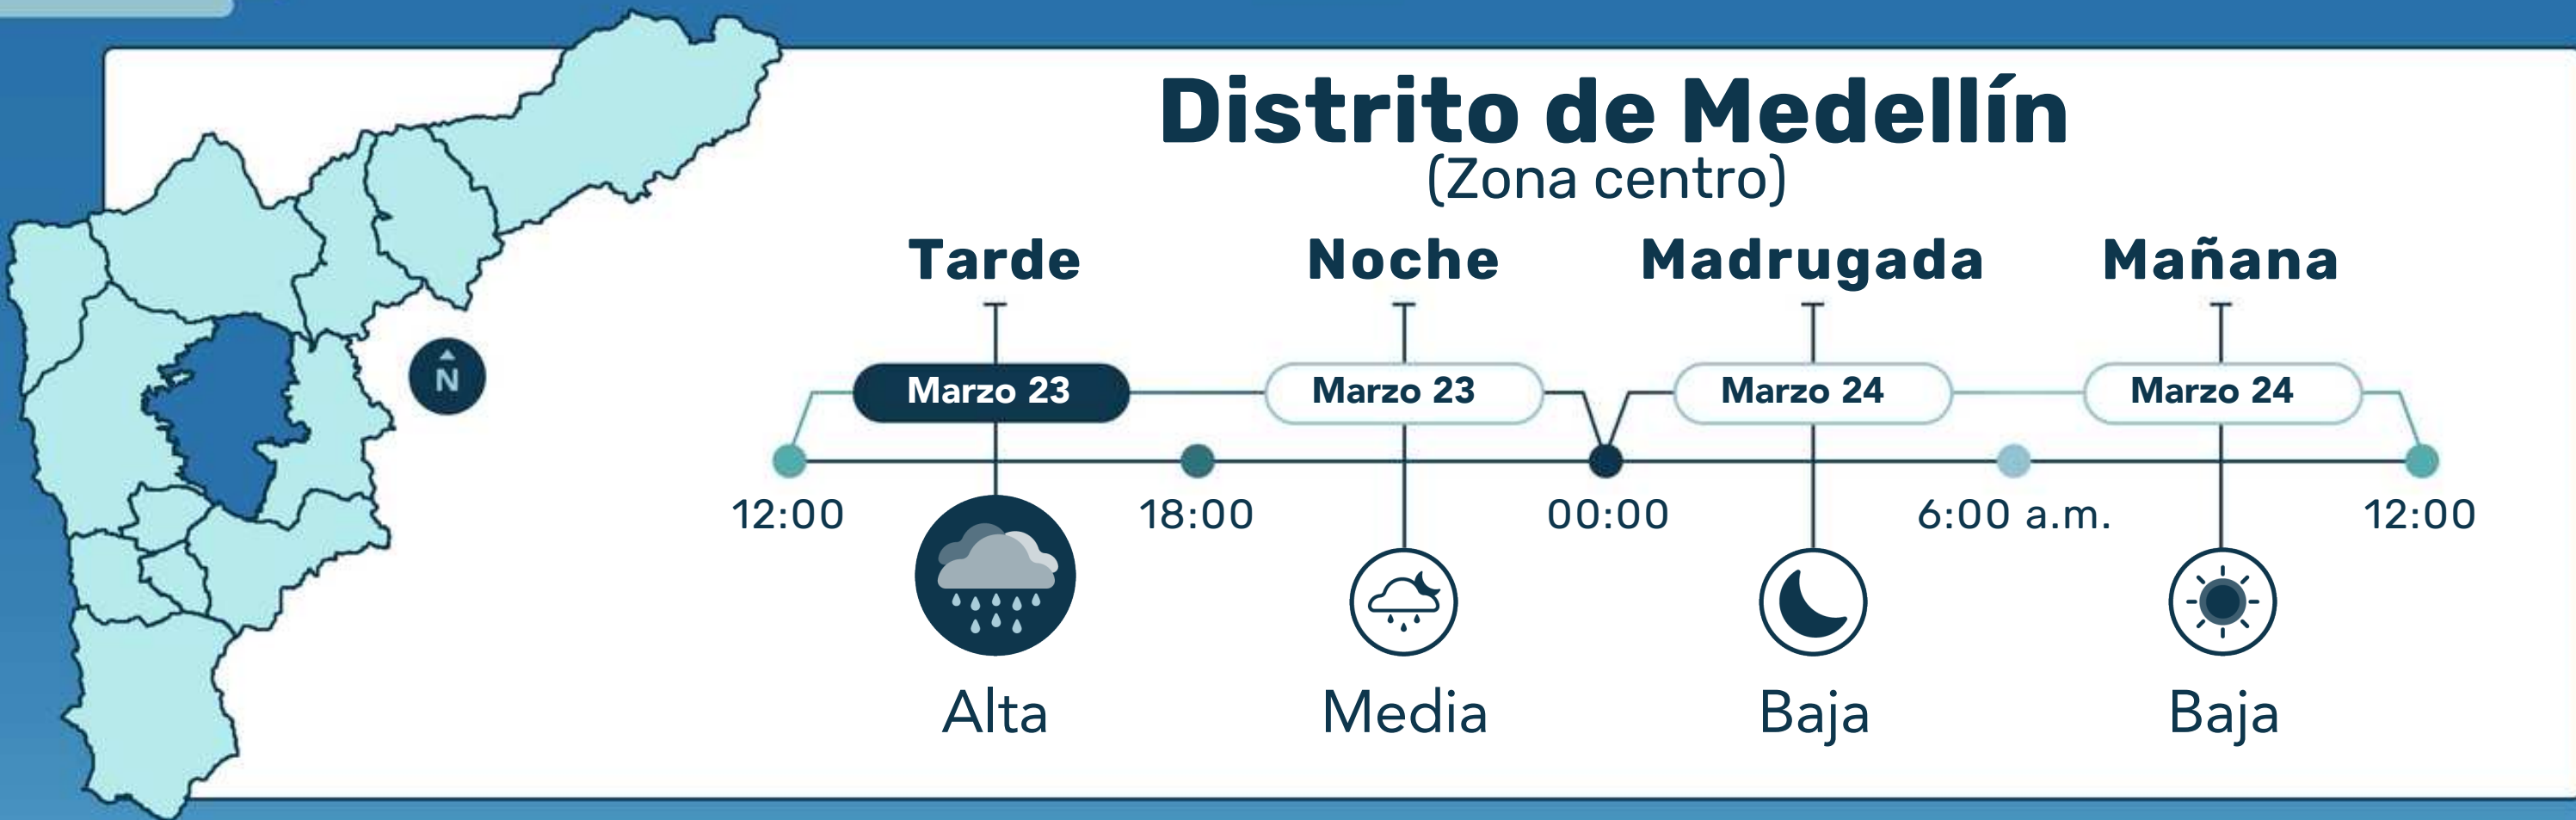 Distrito de Medellín
(Zona centro)
Tarde Noche Madrugada Mañana
N
Marzo 23 Marzo 23 Marzo 24 Marzo 24
12:00 18:00 00:00 6:00 a.m. 12:00
Alta Media Baja Baja